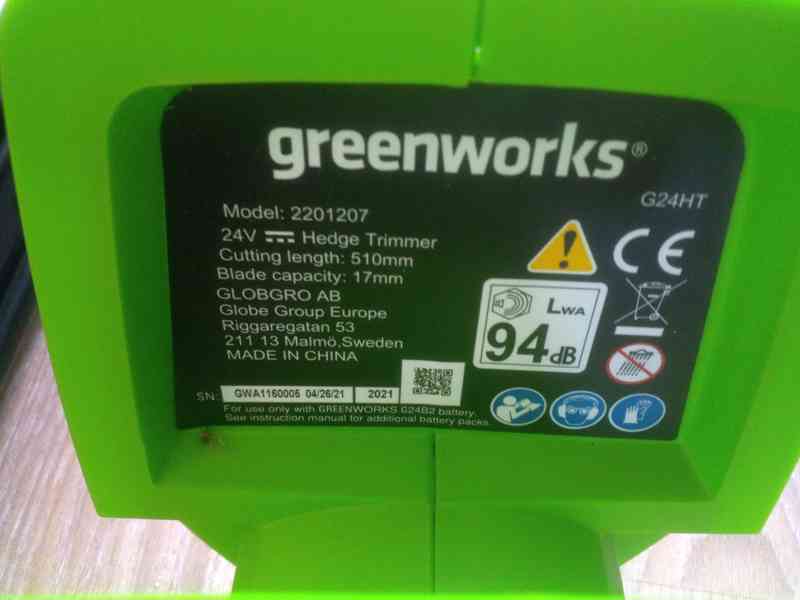 greenworks®
G24HT
Model: 2201207
24V Hedge Trimmer
Cutting length: 510mm
Blade capacity: 17mm
GLOBGRO AB
Globe Group Europe
Riggaregatan 53
211 13 Malmö,Sweden
MADE IN CHINA
CE
LWA
94dB
SN: GWA1160006 04/26/21 2021
For use only with GREENWORKS G24B2 battery.
See instruction manual for additional battery packs.